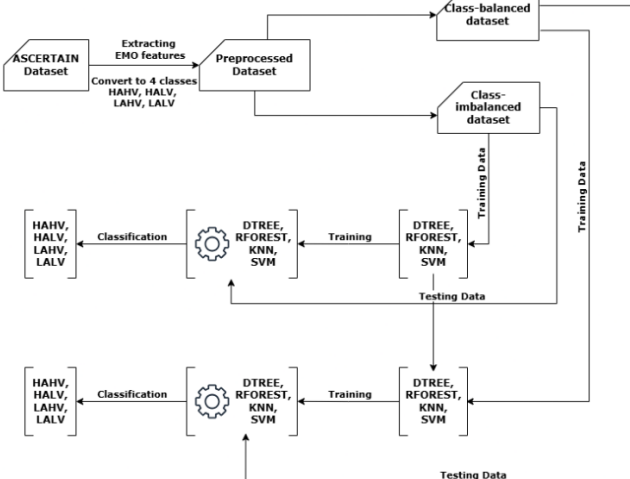 Class-balanced
dataset
ASCERTAIN
Dataset
Extracting
EMO features
Convert to 4 classes
HAHV, HALV,
LAHV, LALV
Preprocessed
Dataset
Class-
imbalanced
dataset
Training Data
Training Data
HAHV,
HALV,
LAHV,
LALV
Classification
DTREE,
RFOREST,
KNN,
SVM
Training
DTREE,
RFOREST,
KNN,
SVM
Testing Data
HAHV,
HALV,
LAHV,
LALV
Classification
DTREE,
RFOREST,
KNN,
SVM
Training
DTREE,
RFOREST,
KNN,
SVM
Testing Data